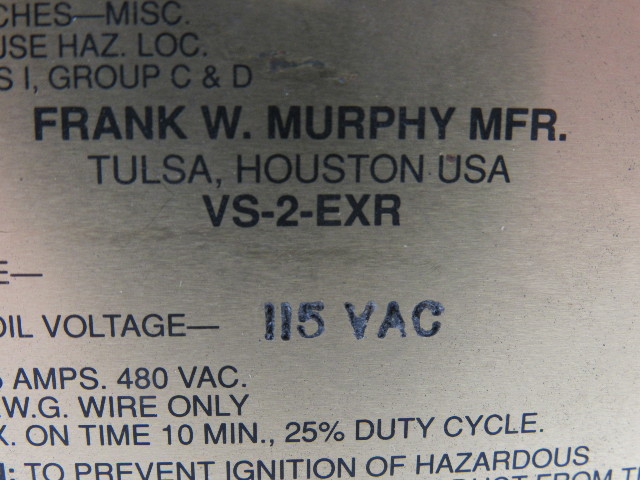 CHES—MISC.
USE HAZ. LOC.
S I, GROUP C & D
FRANK W. MURPHY MFR.
TULSA, HOUSTON USA
VS-2-EXR
E—
OIL VOLTAGE— 115 VAC
AMPS. 480 VAC.
.W.G. WIRE ONLY
X. ON TIME 10 MIN., 25% DUTY CYCLE.
: TO PREVENT IGNITION OF HAZARDOUS
FROM